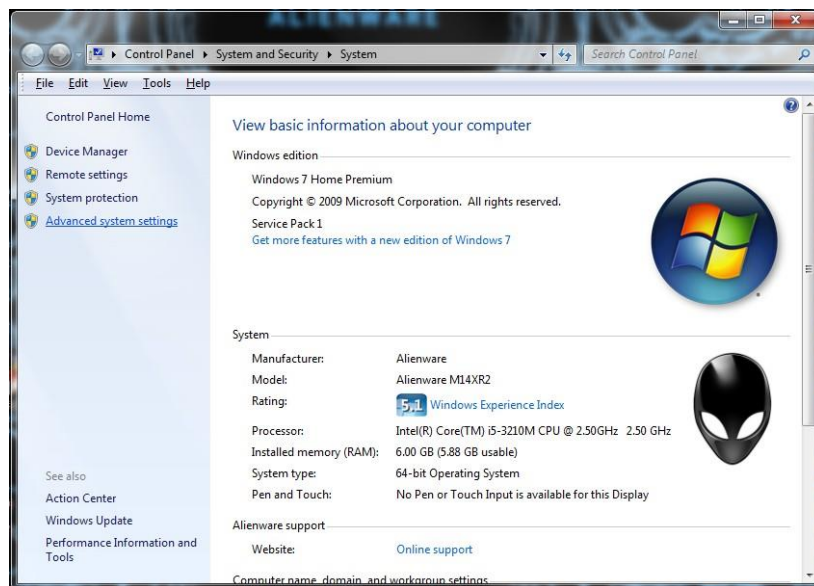 ALIENWARE
Control Panel System and Security System
Search Control Panel
File Edit View Tools Help
Control Panel Home
Device Manager
Remote settings
System protection
Advanced system settings
See also
Action Center
Windows Update
Performance Information and
Tools
View basic information about your computer
Windows edition
Windows 7 Home Premium
Copyright © 2009 Microsoft Corporation. All rights reserved.
Service Pack 1
Get more features with a new edition of Windows 7
System
Manufacturer: Alienware
Model: Alienware M14XR2
Rating: 5,1 Windows Experience Index
Processor: Intel(R) Core(TM) i5-3210M CPU @ 2.50GHz 2.50 GHz
Installed memory (RAM): 6.00 GB (5.88 GB usable)
System type: 64-bit Operating System
Pen and Touch: No Pen or Touch Input is available for this Display
Alienware support
Website: Online support
Computer name, domain, and workgroup settings